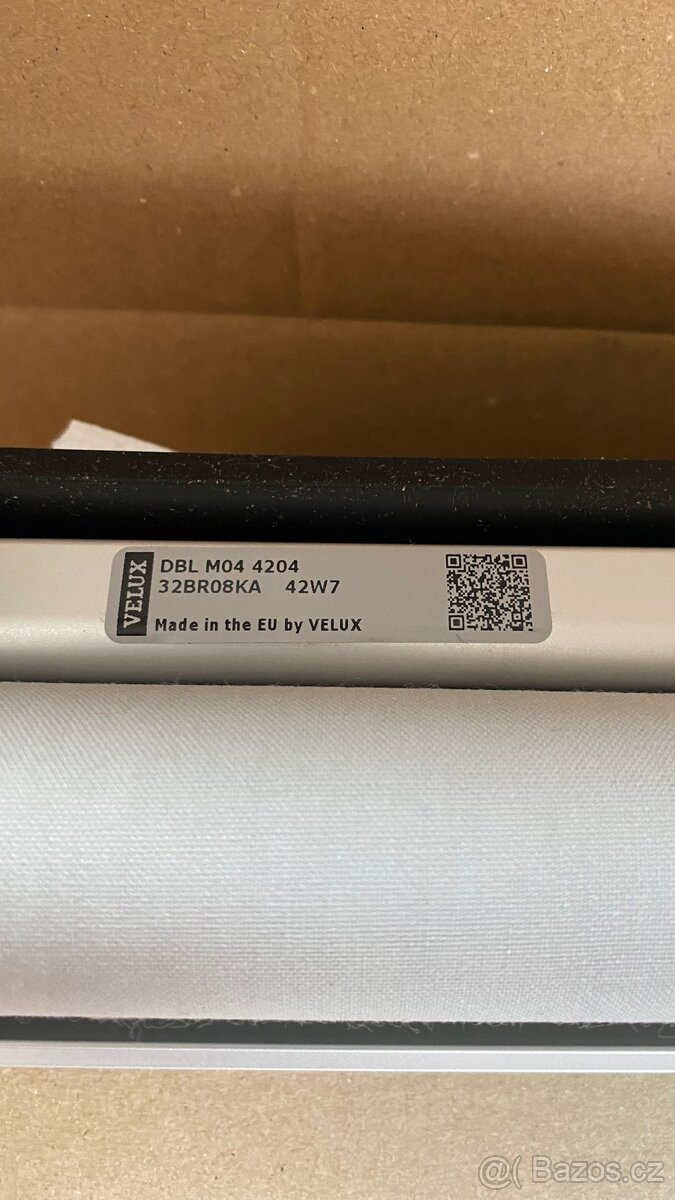 VELUX
DBL M04 4204
32BR08KA 42W7
Made in the EU by VELUX
@ Bazos.cz